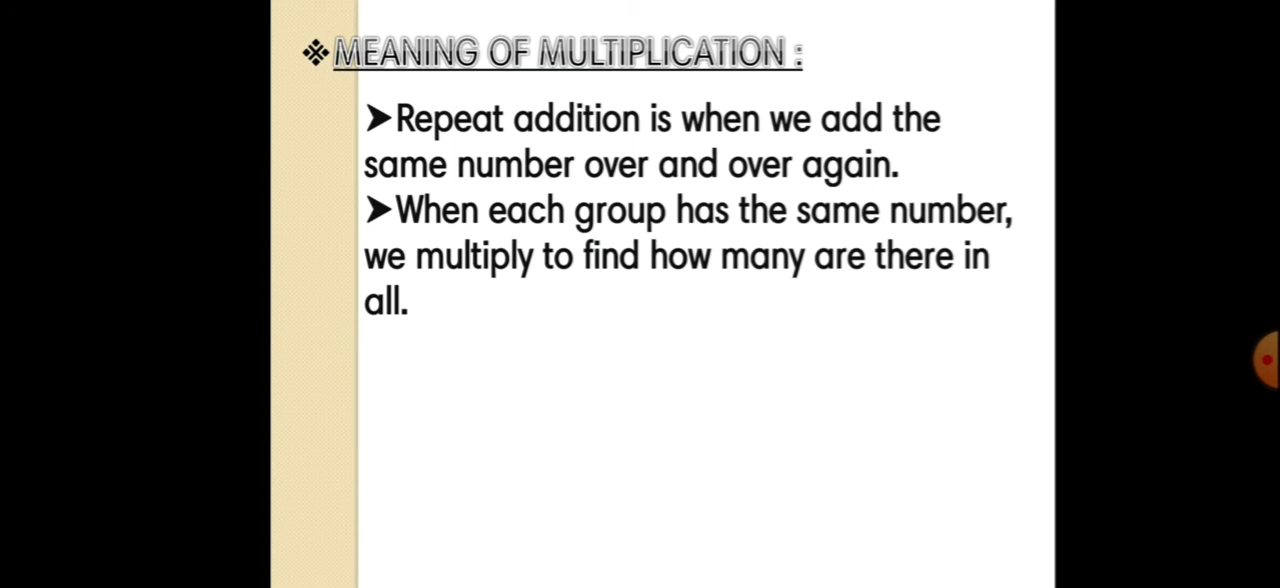 ❖MEANING OF MULTIPLICATION :
➤Repeat addition is when we add the
same number over and over again.
➤When each group has the same number,
we multiply to find how many are there in
all.